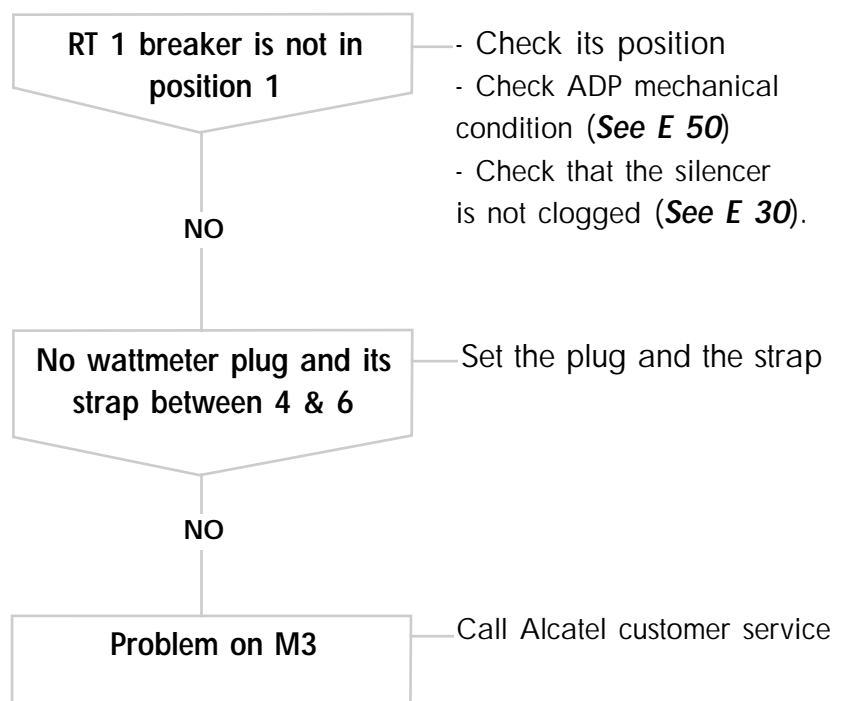 RT 1 breaker is not in
position 1
- Check its position
- Check ADP mechanical
condition (See E 50)
- Check that the silencer
is not clogged (See E 30).
NO
No wattmeter plug and its
strap between 4 & 6
Set the plug and the strap
NO
Problem on M3
Call Alcatel customer service